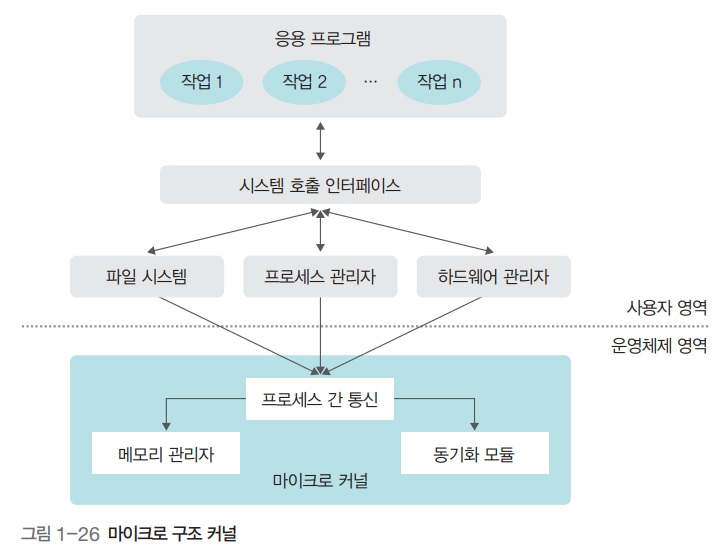 응용 프로그램
작업 1 작업 2 ··· 작업 n
시스템 호출 인터페이스
파일 시스템 프로세스 관리자 하드웨어 관리자
사용자 영역
운영체제 영역
프로세스 간 통신
메모리 관리자 동기화 모듈
마이크로 커널
그림 1-26 마이크로 구조 커널